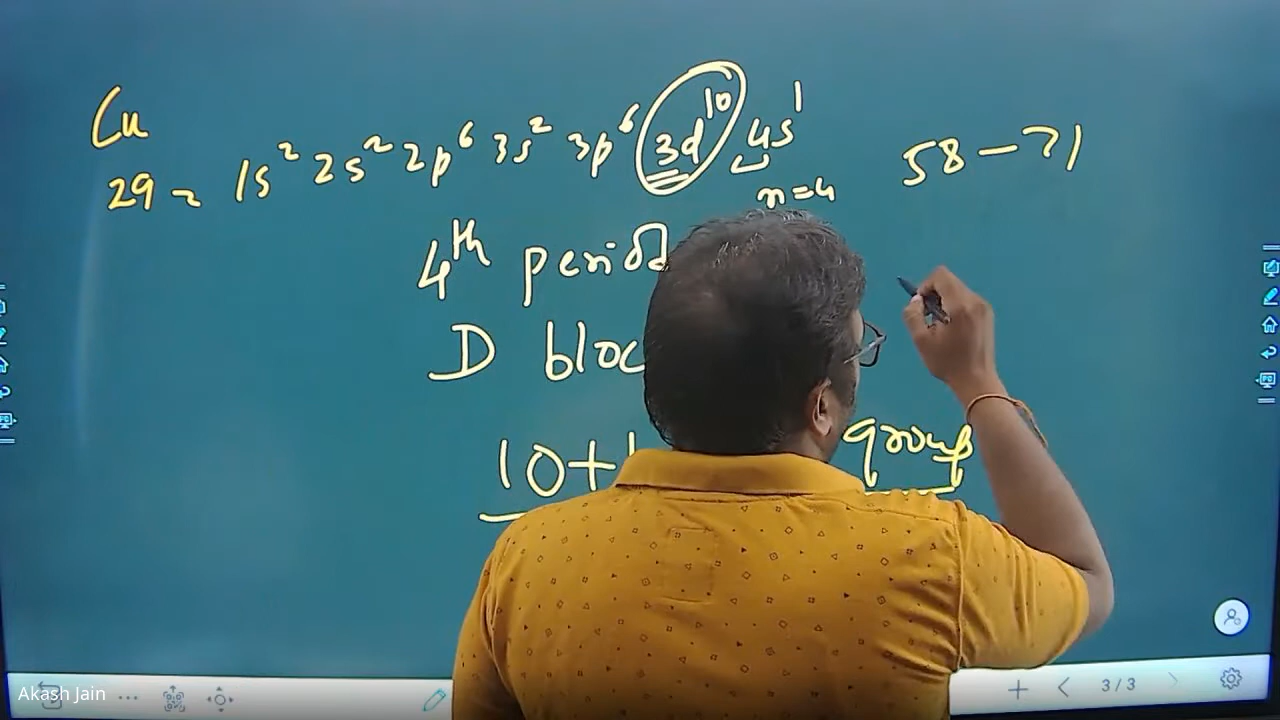 Cu
29 = 1s² 2s² 2p⁶ 3s² 3p⁶ 3d¹⁰ 4s¹
n=4
58 – 71
4th period
D
10+
group
3/3
Akash Jain